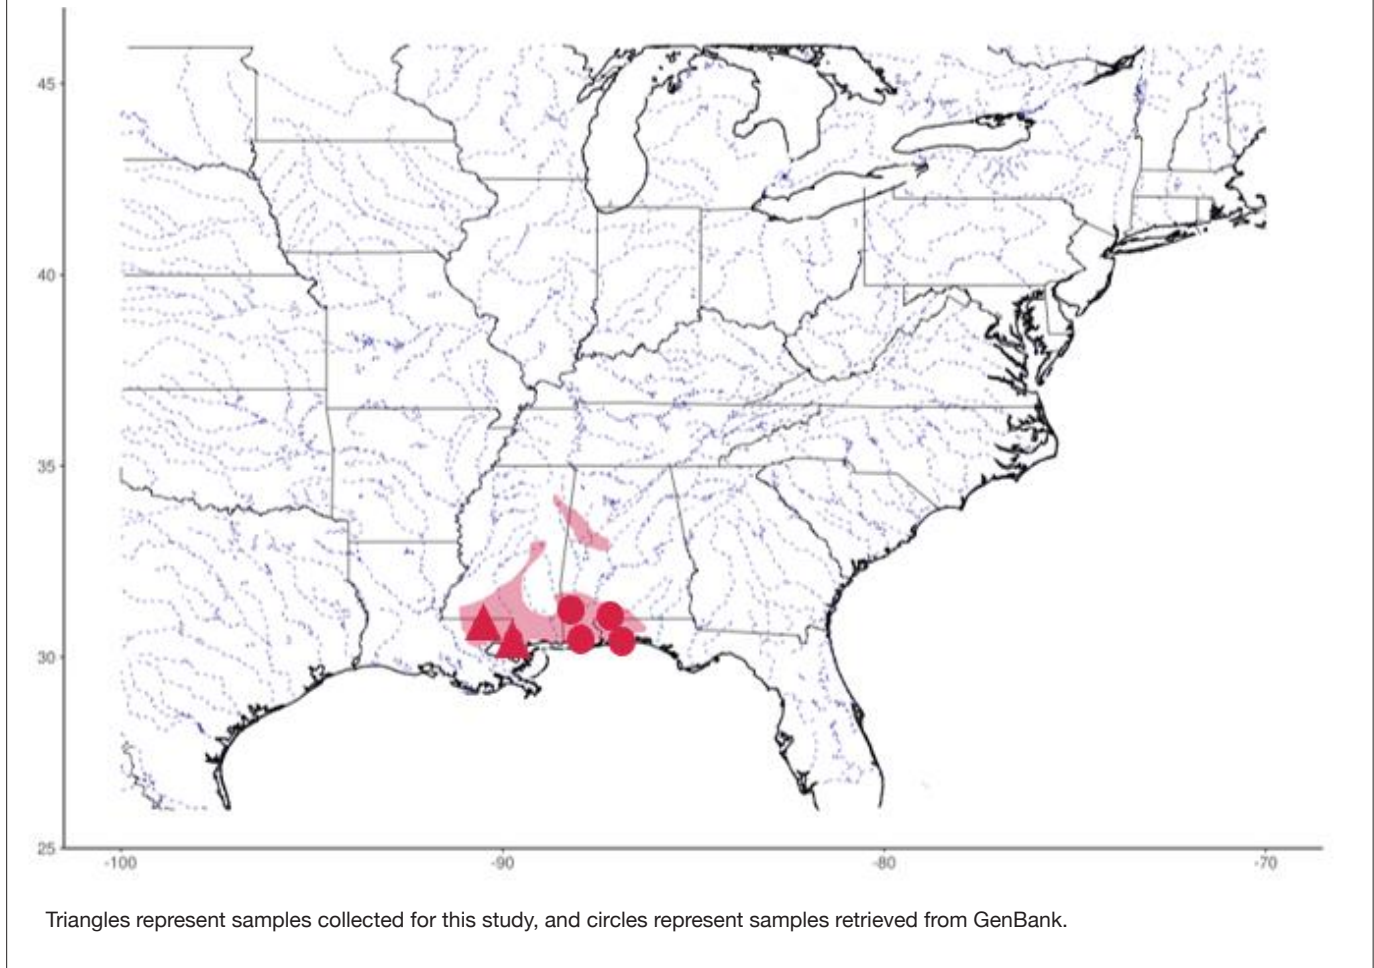 45
40
35
30
25
-100 -90 -80 -70
Triangles represent samples collected for this study, and circles represent samples retrieved from GenBank.